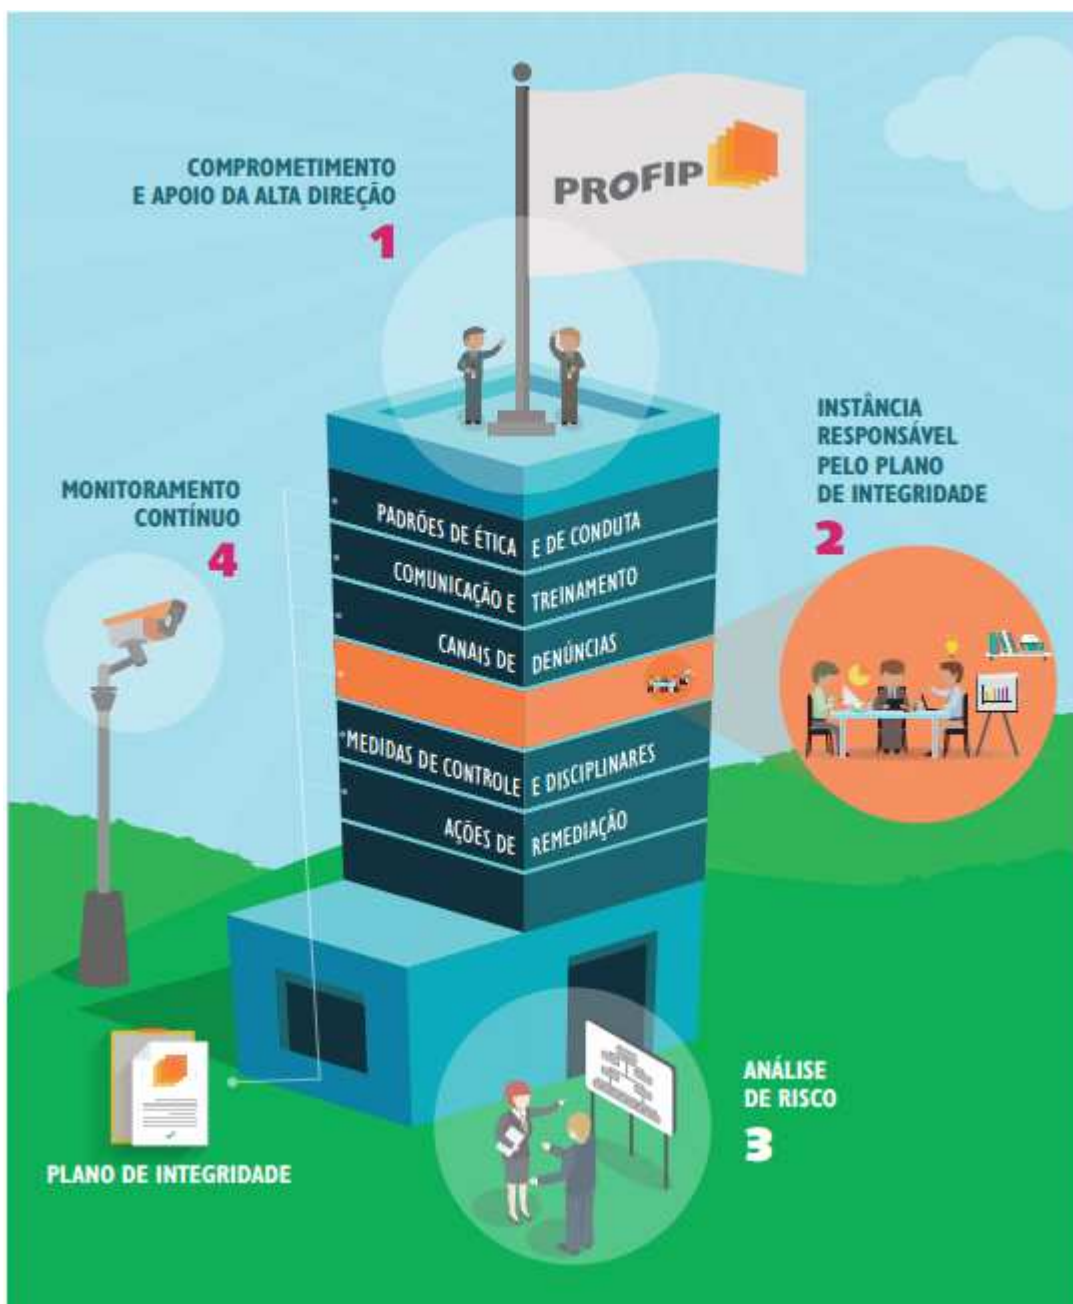 PROFIP
COMPROMETIMENTO
E APOIO DA ALTA DIREÇÃO
1
INSTÂNCIA
RESPONSÁVEL
PELO PLANO
DE INTEGRIDADE
2
MONITORAMENTO
CONTÍNUO
4
PADRÕES DE ÉTICA E DE CONDUTA
COMUNICAÇÃO E TREINAMENTO
CANAIS DE DENÚNCIAS
MEDIDAS DE CONTROLE E DISCIPLINARES
AÇÕES DE REMEDIAÇÃO
ANÁLISE
DE RISCO
3
PLANO DE INTEGRIDADE